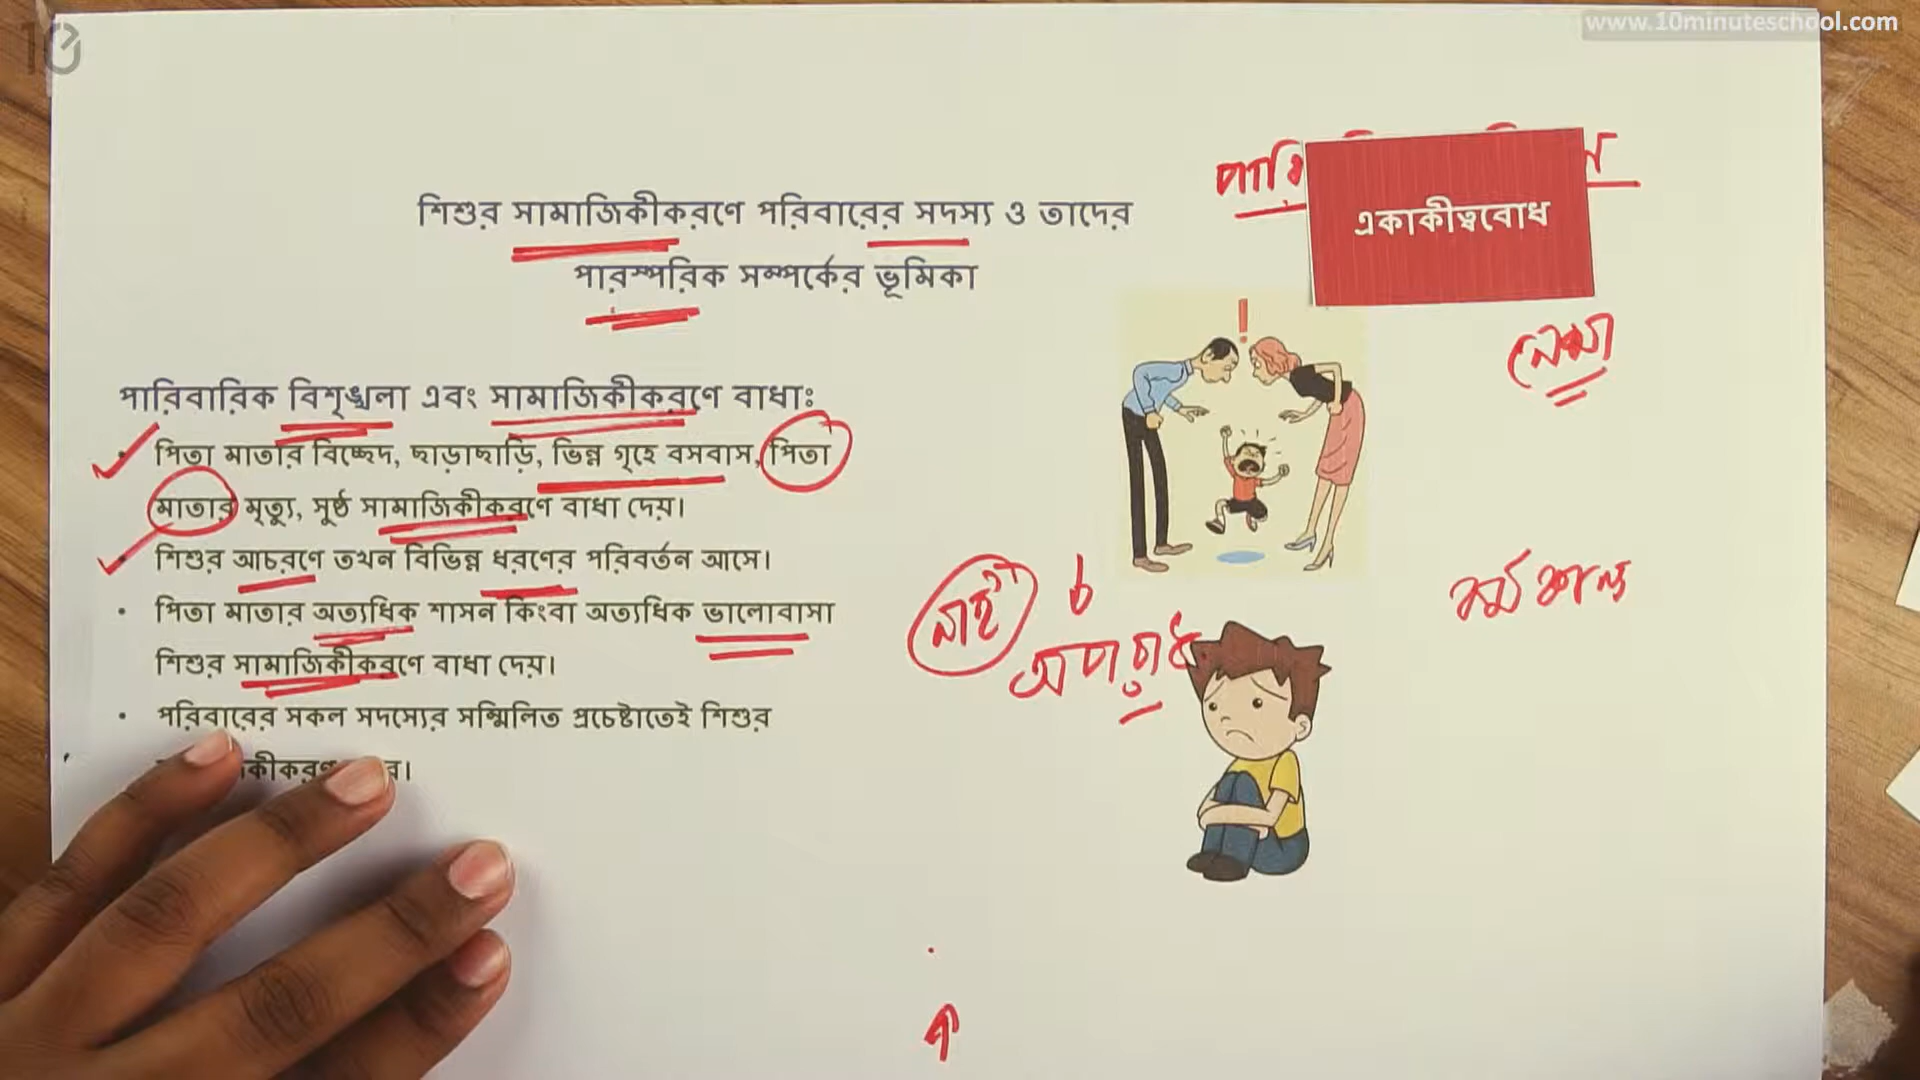 10
www.10minuteschool.com
একাকীত্ববোধ
শিশুর সামাজিকীকরণে পরিবারের সদস্য ও তাদের
পারস্পরিক সম্পর্কের ভূমিকা
নেশা
পারিবারিক বিশৃঙ্খলা এবং সামাজিকীকরণে বাধাঃ
পিতা মাতার বিচ্ছেদ, ছাড়াছাড়ি, ভিন্ন গৃহে বসবাস, পিতা
মাতার মৃত্যু, সুষ্ঠ সামাজিকীকরণে বাধা দেয়।
• শিশুর আচরণে তখন বিভিন্ন ধরণের পরিবর্তন আসে।
• পিতা মাতার অত্যধিক শাসন কিংবা অত্যধিক ভালোবাসা
শিশুর সামাজিকীকরণে বাধা দেয়।
• পরিবারের সকল সদস্যের সম্মিলিত প্রচেষ্টাতেই শিশুর
নাই
অপরাধ